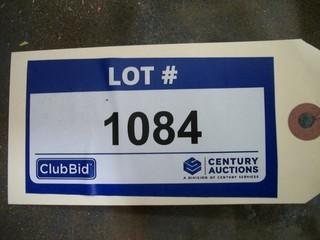 LOT #
1084
ClubBid
CENTURY
AUCTIONS
A DIVISION OF CENTURY SERVICES